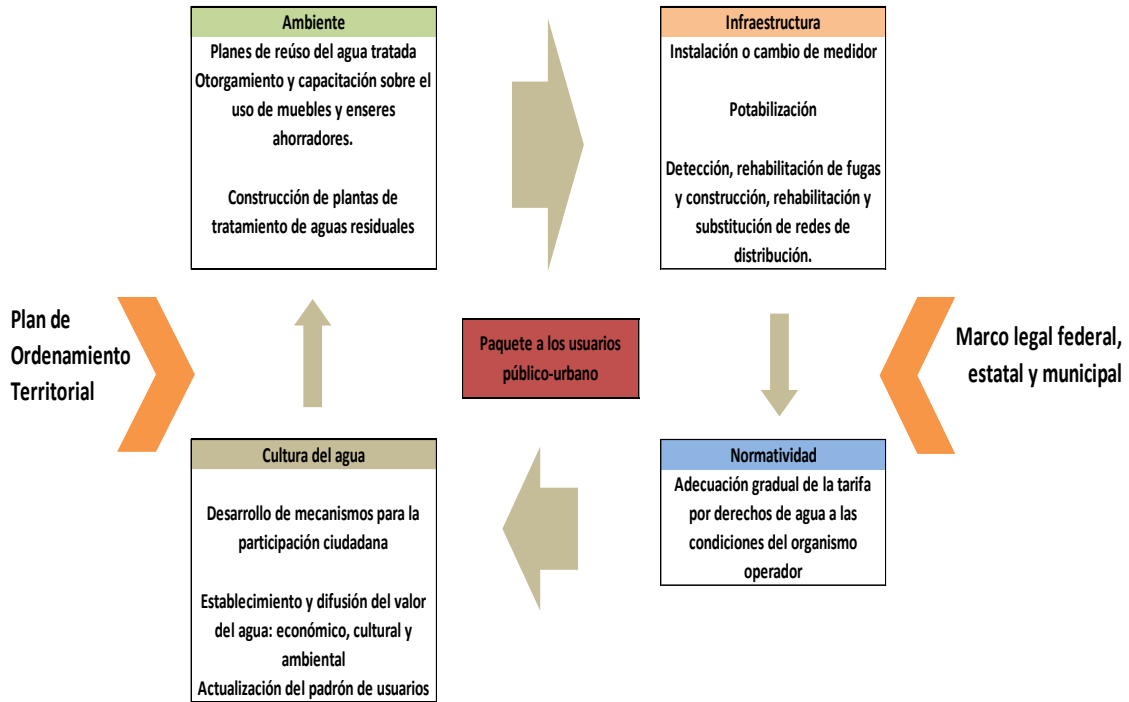 Ambiente
Planes de reúso del agua tratada
Otorgamiento y capacitación sobre el
uso de muebles y enseres
ahorradores.
Construcción de plantas de
tratamiento de aguas residuales
Infraestructura
Instalación o cambio de medidor
Potabilización
Detección, rehabilitación de fugas
y construcción, rehabilitación y
substitución de redes de
distribución.
Plan de
Ordenamiento
Territorial
Paquete a los usuarios
público-urbano
Marco legal federal,
estatal y municipal
Cultura del agua
Desarrollo de mecanismos para la
participación ciudadana
Establecimiento y difusión del valor
del agua: económico, cultural y
ambiental
Actualización del padrón de usuarios
Normatividad
Adecuación gradual de la tarifa
por derechos de agua a las
condiciones del organismo
operador